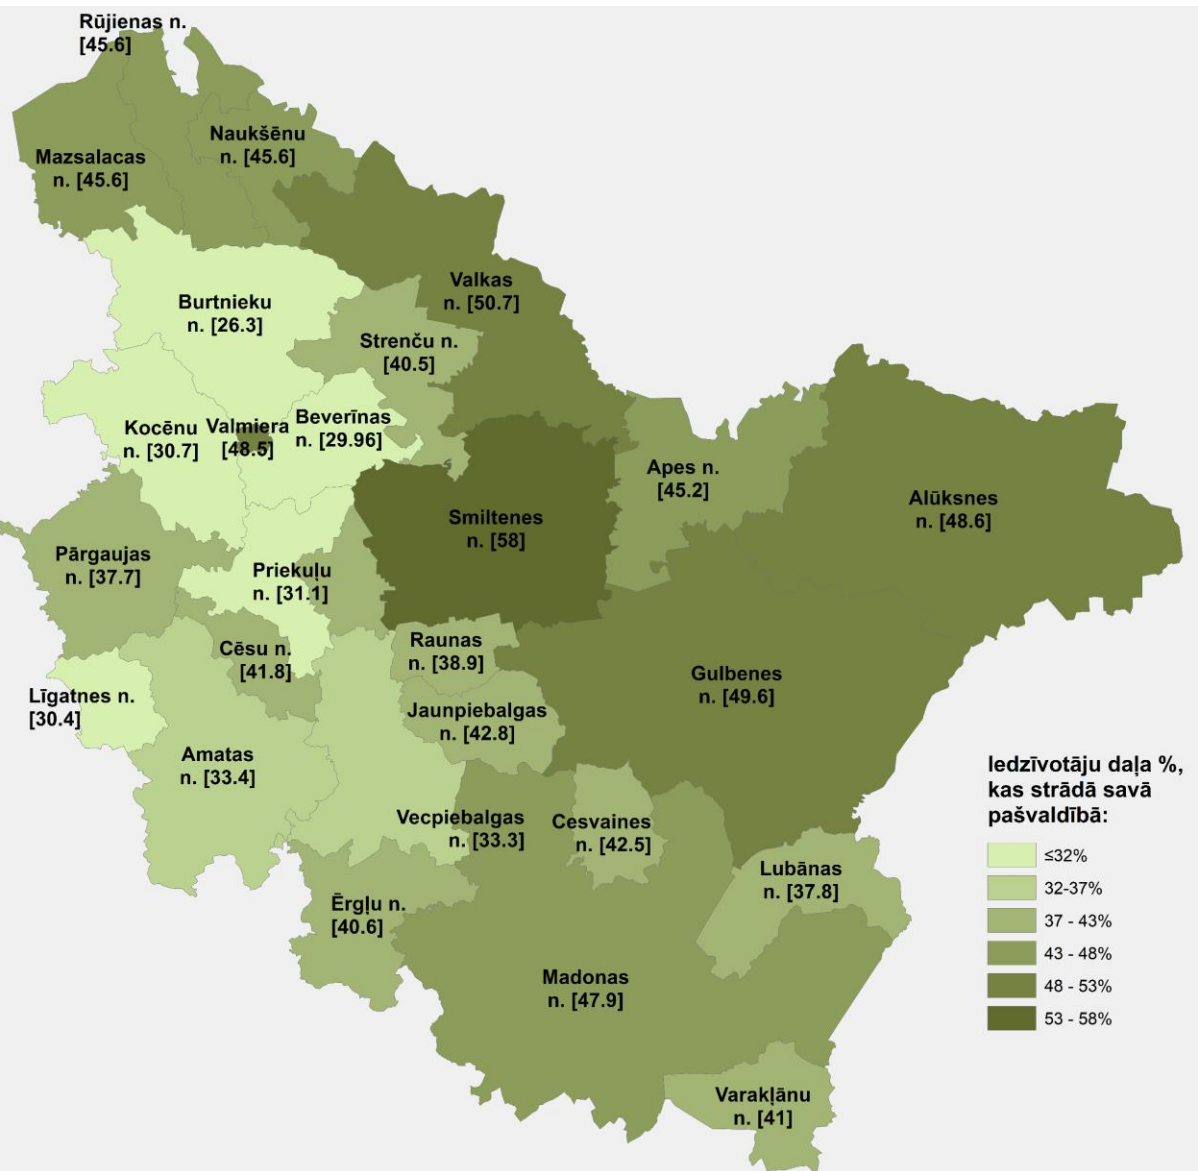 Rūjienas n.
[45.6]
Naukšēnu
n. [45.6]
Mazsalacas
n. [45.6]
Valkas
n. [50.7]
Burtnieku
n. [26.3]
Strenču n.
[40.5]
Kocēnu
n. [30.7]
Valmiera
[48.5]
Beverīnas
n. [29.96]
Apes n.
[45.2]
Alūksnes
n. [48.6]
Smiltenes
n. [58]
Pārgaujas
n. [37.7]
Priekuļu
n. [31.1]
Cēsu n.
[41.8]
Raunas
n. [38.9]
Gulbenes
n. [49.6]
Līgatnes n.
[30.4]
Jaunpiebalgas
n. [42.8]
Amatas
n. [33.4]
Vecpiebalgas
n. [33.3]
Cesvaines
n. [42.5]
Lubānas
n. [37.8]
Ērgļu n.
[40.6]
Madonas
n. [47.9]
Varakļānu
n. [41]
Iedzīvotāju daļa %,
kas strādā savā
pašvaldībā:
≤32%
32-37%
37 - 43%
43 - 48%
48 - 53%
53 - 58%